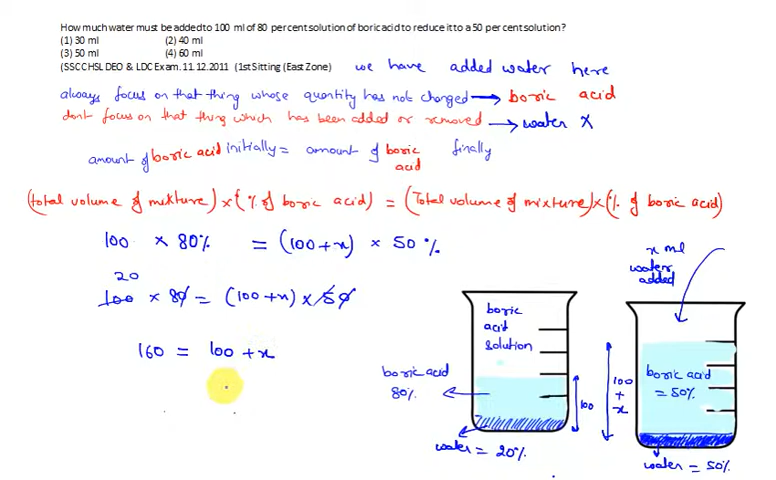 How much water must be added to 100 ml of 80 percent solution of boric acid to reduce it to a 50 percent solution?
(1) 30 ml (2) 40 ml
(3) 50 ml (4) 60 ml
(SSC CHSL DEO & LDC Exam. 11.12.2011 (1st Sitting (East Zone)
we have added water here
always focus on that thing whose quantity has not changed → boric acid
dont focus on that thing which has been added or removed → water X
amount of boric acid initially = amount of boric acid finally
(total volume of mixture) × (% of boric acid) = (Total volume of mixture) × (% of boric acid)
100 × 80% = (100+x) × 50%
20
100 × 80 = (100+x) × 50
160 = 100 + x
boric
acid
solution
boric acid
80%
100
water = 20%
x ml
water
added
100
+
x
boric acid
= 50%
water = 50%